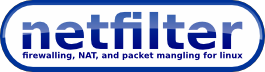 netfilter
firewalling, NAT, and packet mangling for linux